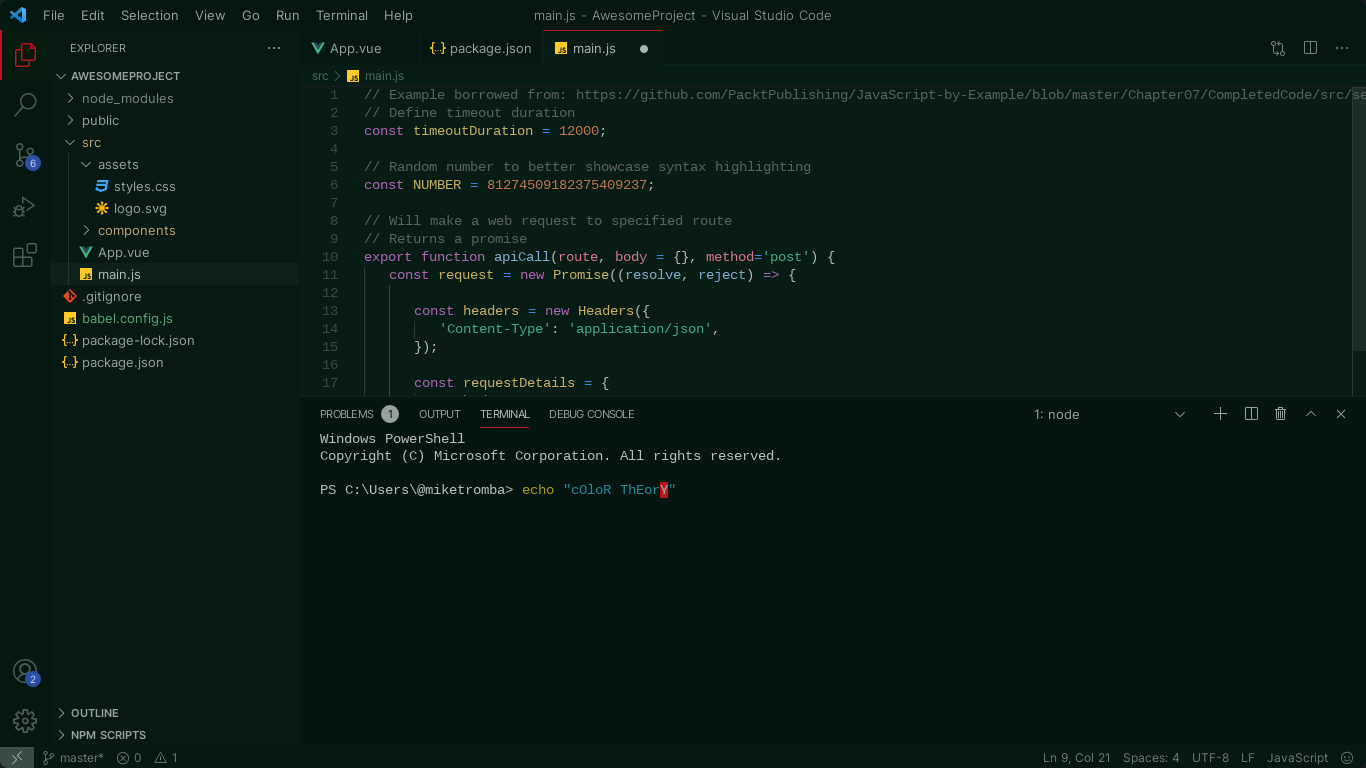 File Edit Selection View Go Run Terminal Help
main.js - AwesomeProject - Visual Studio Code
EXPLORER
AWESOMEPROJECT
node_modules
public
src
assets
styles.css
logo.svg
components
App.vue
main.js
.gitignore
babel.config.js
package-lock.json
package.json
OUTLINE
NPM SCRIPTS
6
2
App.vue
package.json
main.js
src main.js
1 // Example borrowed from: https://github.com/PacktPublishing/JavaScript-by-Example/blob/master/Chapter07/CompletedCode/src/se
2 // Define timeout duration
3 const timeoutDuration = 12000;
4
5 // Random number to better showcase syntax highlighting
6 const NUMBER = 81274509182375409237;
7
8 // Will make a web request to specified route
9 // Returns a promise
10 export function apiCall(route, body = {}, method='post') {
11 const request = new Promise((resolve, reject) => {
12
13 const headers = new Headers({
14 'Content-Type': 'application/json',
15 });
16
17 const requestDetails = {
PROBLEMS 1 OUTPUT TERMINAL DEBUG CONSOLE 1: node
Windows PowerShell
Copyright (C) Microsoft Corporation. All rights reserved.
PS C:\Users\@miketromba> echo "cOloR ThEorY"
master* 0 1 Ln 9, Col 21 Spaces: 4 UTF-8 LF JavaScript